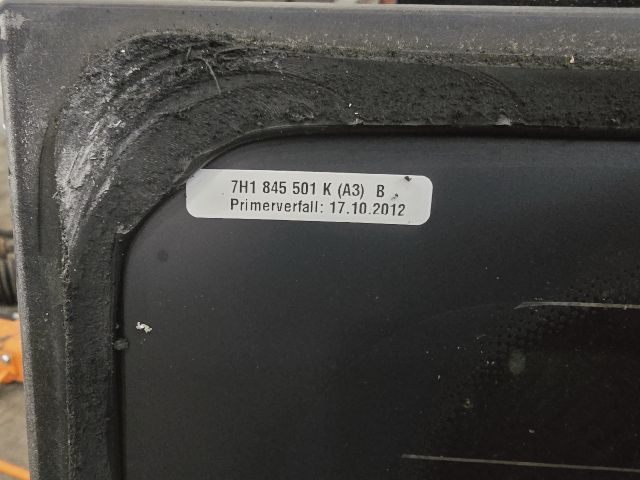 7H1 845 501 K (A3) B
Primerverfall: 17.10.2012